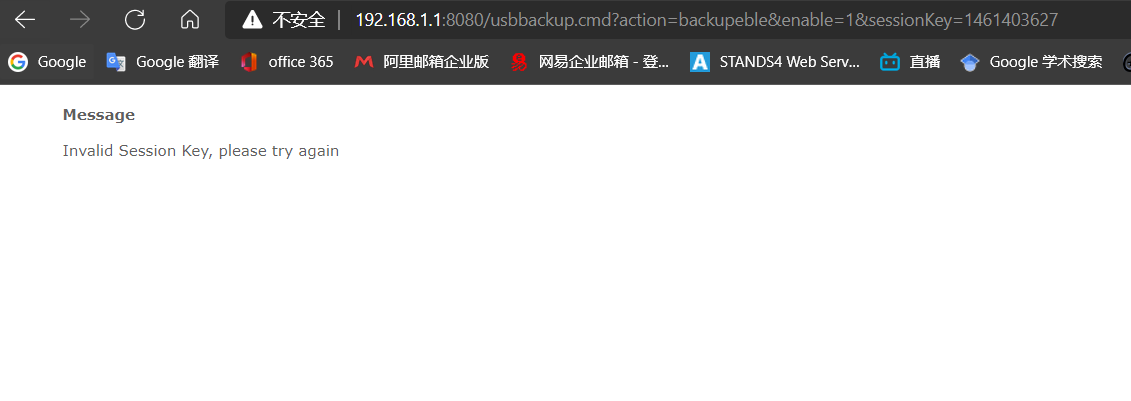 不安全 192.168.1.1:8080/usbbackup.cmd?action=backupeble&enable=1&sessionKey=1461403627
Google Google 翻译 office 365 阿里邮箱企业版 网易企业邮箱 - 登... STANDS4 Web Serv... 直播 Google 学术搜索
Message
Invalid Session Key, please try again